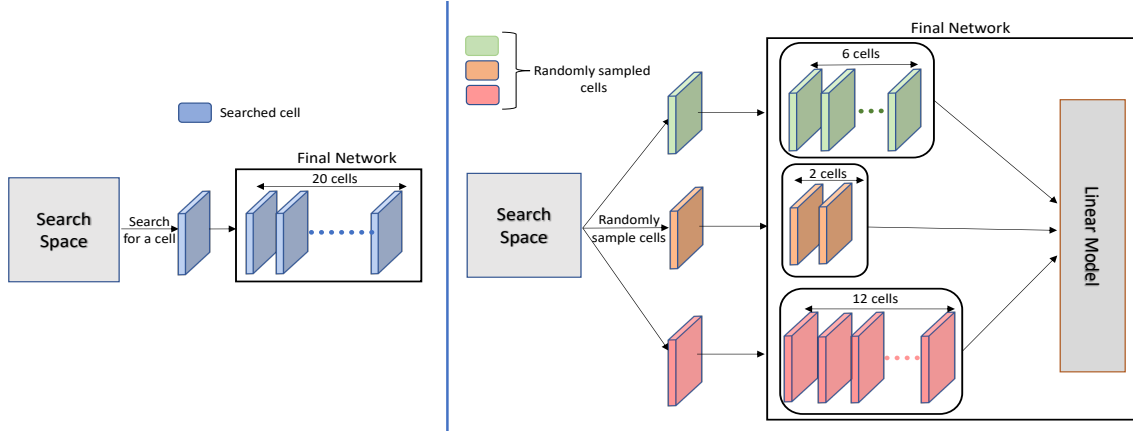 Searched cell
Final Network
20 cells
Search
Space
Search
for a cell
Randomly sampled
cells
Search
Space
Randomly
sample cells
Final Network
6 cells
2 cells
12 cells
Linear Model